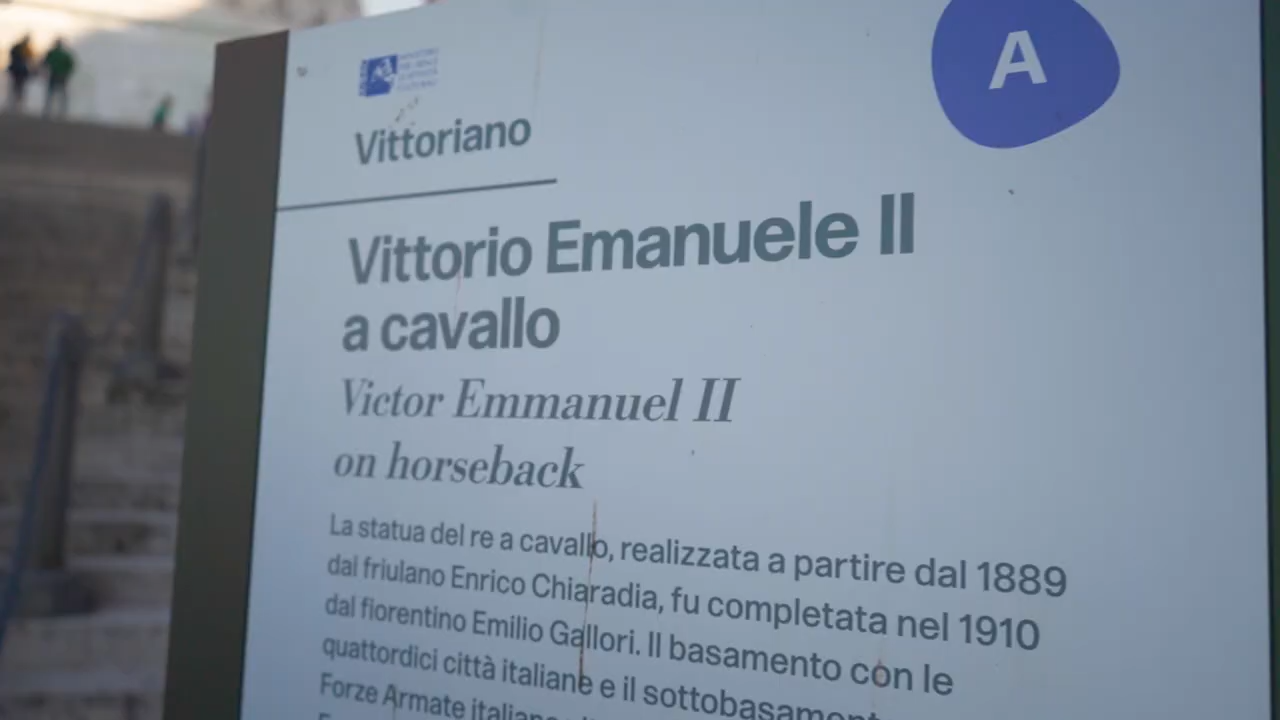 A
Vittoriano
Vittorio Emanuele II
a cavallo
Victor Emmanuel II
on horseback
La statua del re a cavallo, realizzata a partire dal 1889
dal friulano Enrico Chiaradia, fu completata nel 1910
dal fiorentino Emilio Gallori. Il basamento con le
quattordici città italiane e il sottobasament
Forze Armate italian